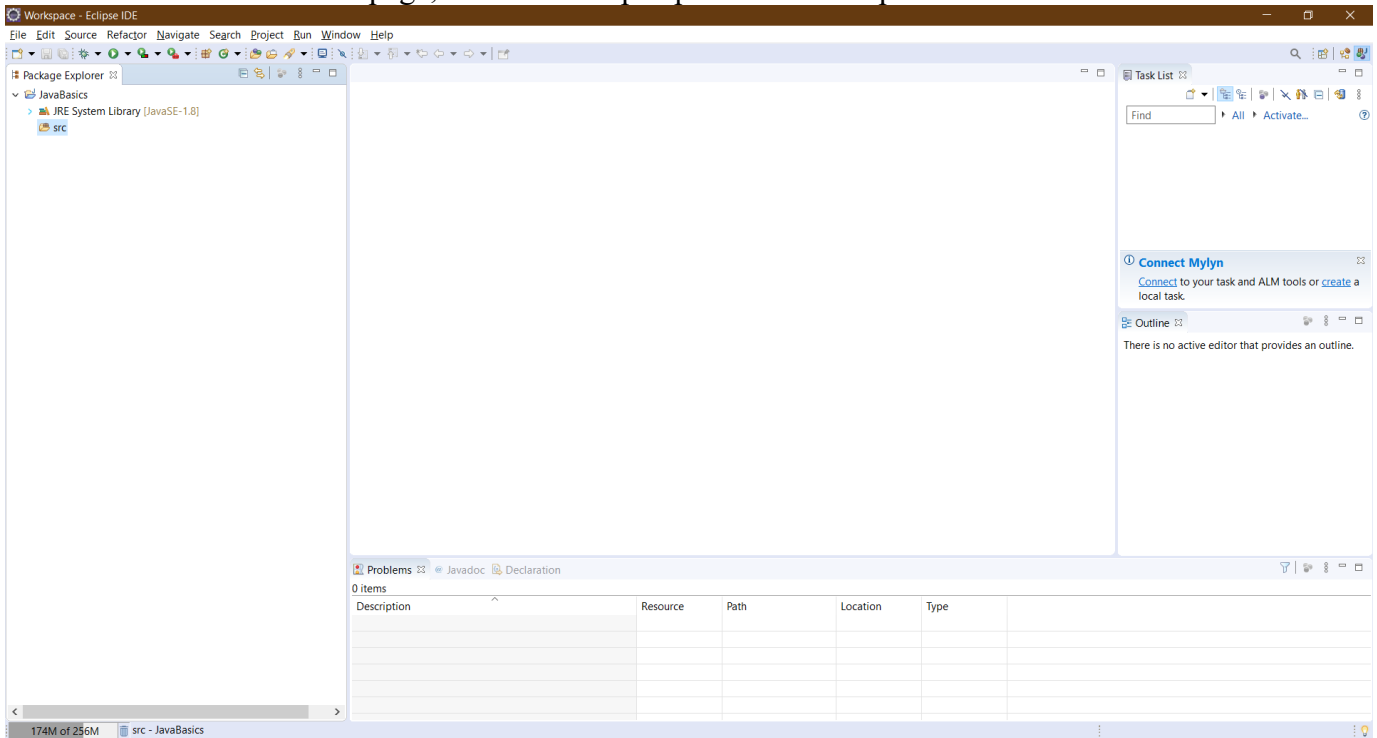 Workspace - Eclipse IDE
File Edit Source Refactor Navigate Search Project Run Window Help
Package Explorer
JavaBasics
JRE System Library [JavaSE-1.8]
src
Task List
Find All Activate...
Connect Mylyn
Connect to your task and ALM tools or create a
local task.
Outline
There is no active editor that provides an outline.
Problems Javadoc Declaration
0 items
Description Resource Path Location Type
174M of 256M src - JavaBasics